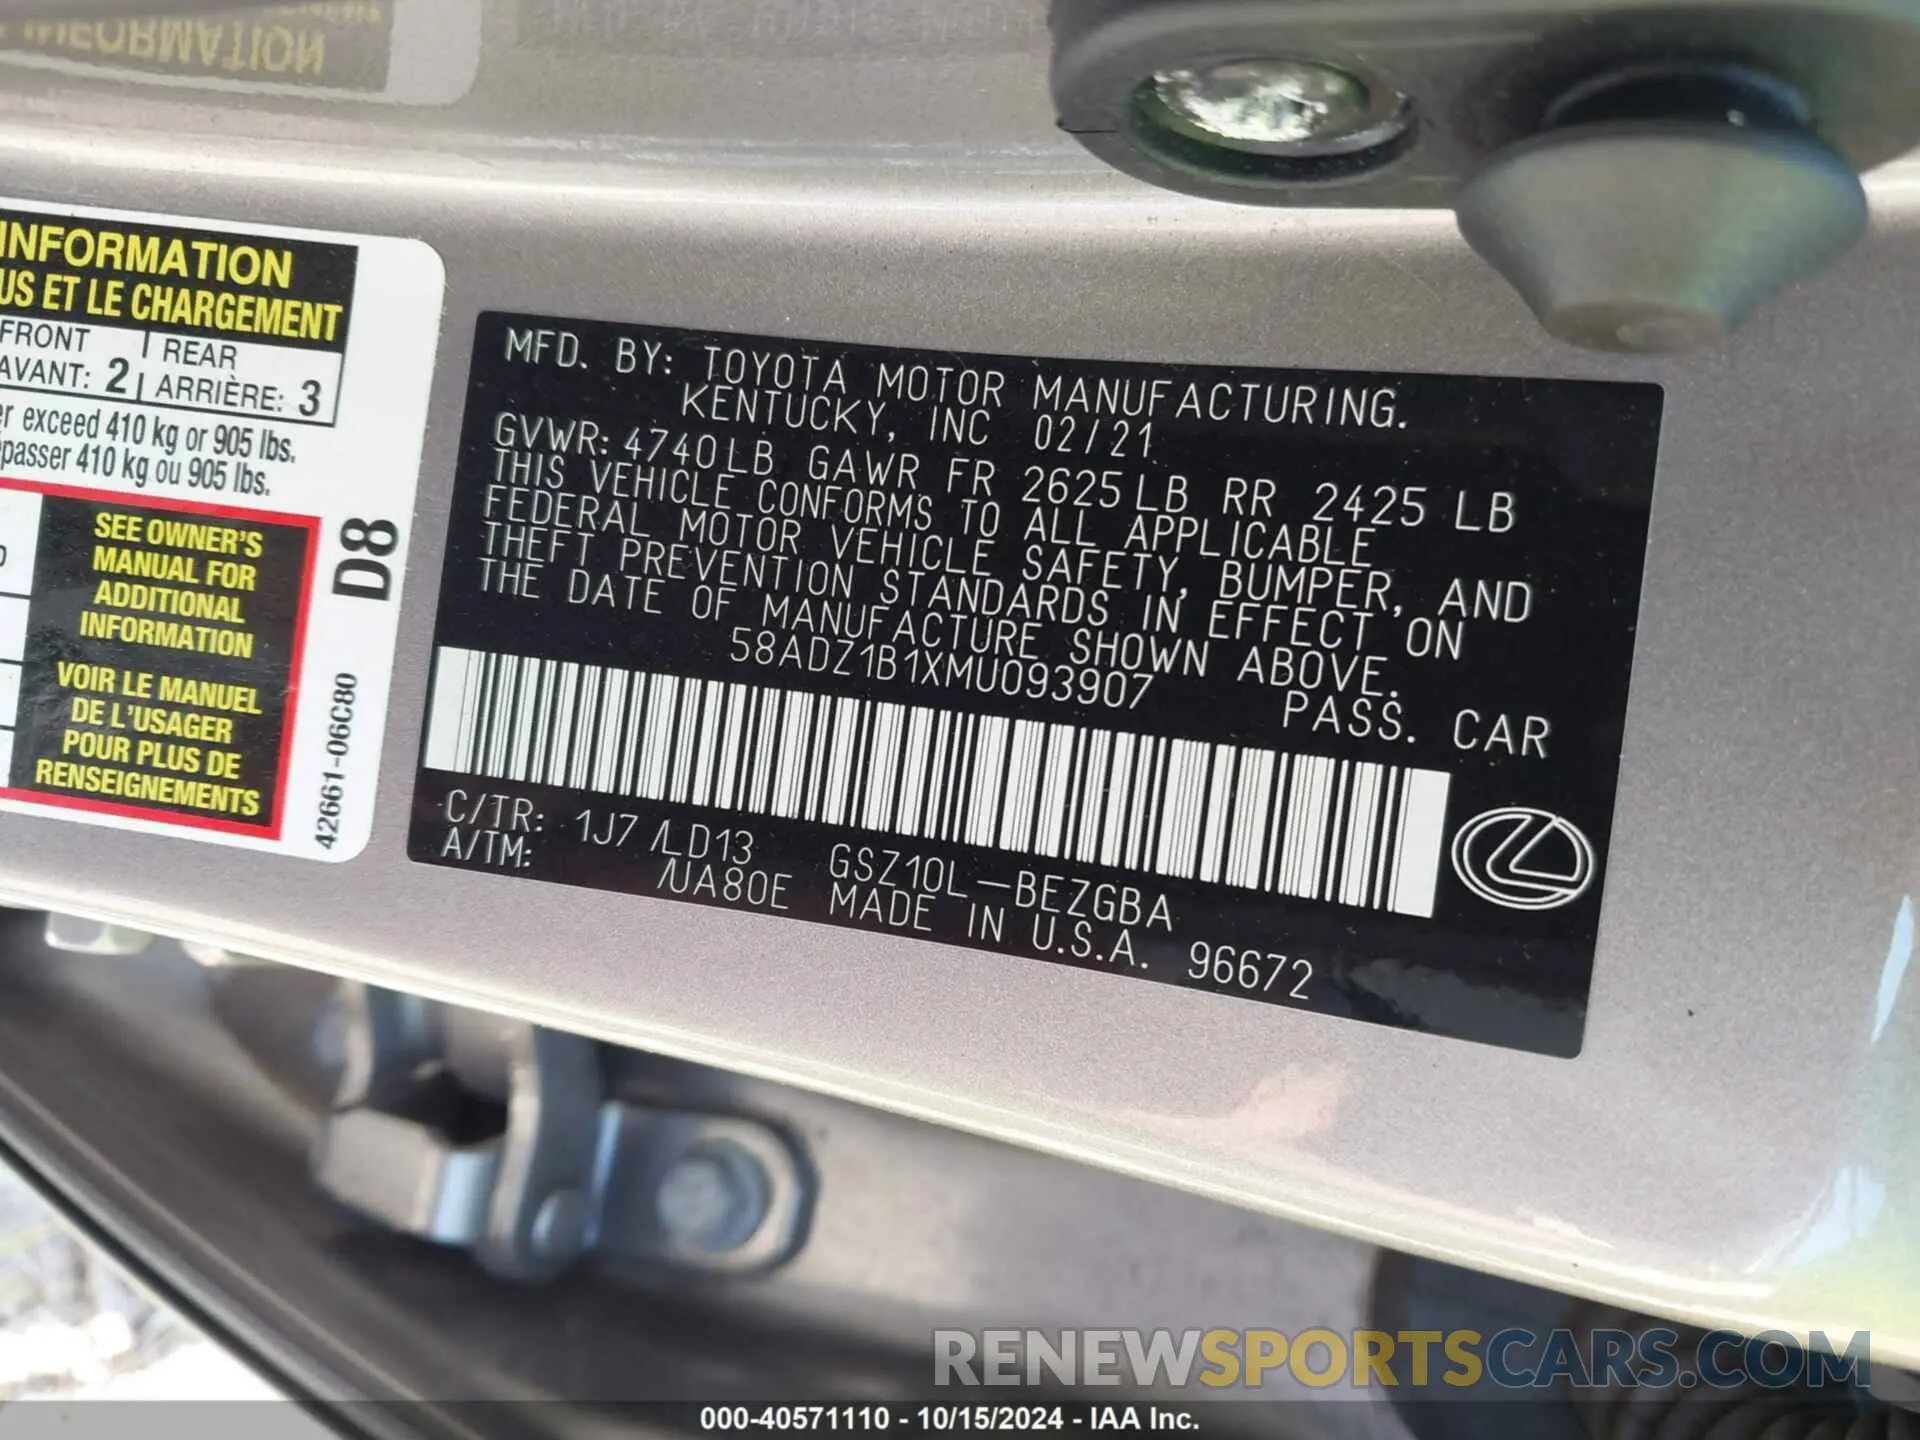 INFORMATION
INFORMATION
US ET LE CHARGEMENT
FRONT REAR
AVANT: 2 ARRIÈRE: 3
exceed 410 kg or 905 lbs.
passer 410 kg ou 905 lbs.
SEE OWNER'S
MANUAL FOR
ADDITIONAL
INFORMATION
VOIR LE MANUEL
DE L'USAGER
POUR PLUS DE
RENSEIGNEMENTS
D8
42661-06C80
MFD. BY: TOYOTA MOTOR MANUFACTURING.
KENTUCKY, INC 02/21
GVWR: 4740LB GAWR FR 2625LB RR 2425 LB
THIS VEHICLE CONFORMS TO ALL APPLICABLE
FEDERAL MOTOR VEHICLE SAFETY, BUMPER, AND
THEFT PREVENTION STANDARDS IN EFFECT ON
THE DATE OF MANUFACTURE SHOWN ABOVE.
58ADZ1B1XMU093907 PASS. CAR
C/TR: 1J7 /LD13 GSZ10L-BEZGBA
A/TM: /UA80E MADE IN U.S.A. 96672
RENEWSPORTSCARS.COM
000-40571110 - 10/15/2024 - IAA Inc.